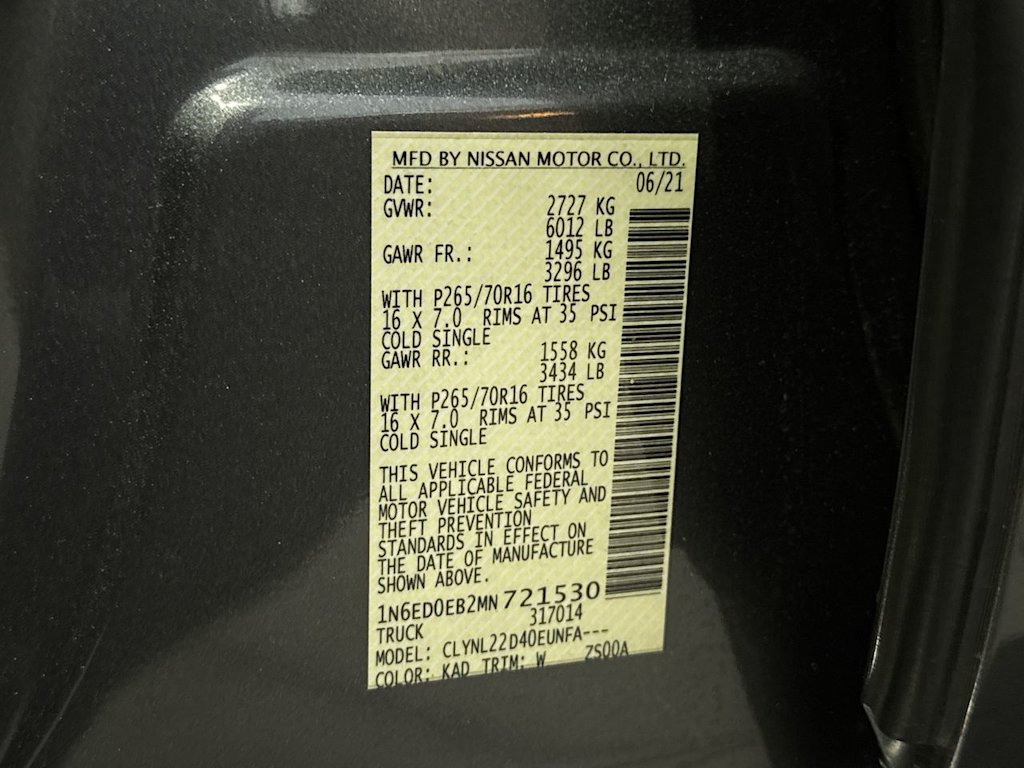 MFD BY NISSAN MOTOR CO., LTD.
DATE: 06/21
GVWR: 2727 KG
6012 LB
GAWR FR.: 1495 KG
3296 LB
WITH P265/70R16 TIRES
16 X 7.0 RIMS AT 35 PSI
COLD SINGLE
GAWR RR.: 1558 KG
3434 LB
WITH P265/70R16 TIRES
16 X 7.0 RIMS AT 35 PSI
COLD SINGLE
THIS VEHICLE CONFORMS TO
ALL APPLICABLE FEDERAL
MOTOR VEHICLE SAFETY AND
THEFT PREVENTION
STANDARDS IN EFFECT ON
THE DATE OF MANUFACTURE
SHOWN ABOVE.
1N6ED0EB2MN 721530
317014
TRUCK
MODEL: CLYNL22D40EUNFA---
COLOR: KAD TRIM: W ZS00A